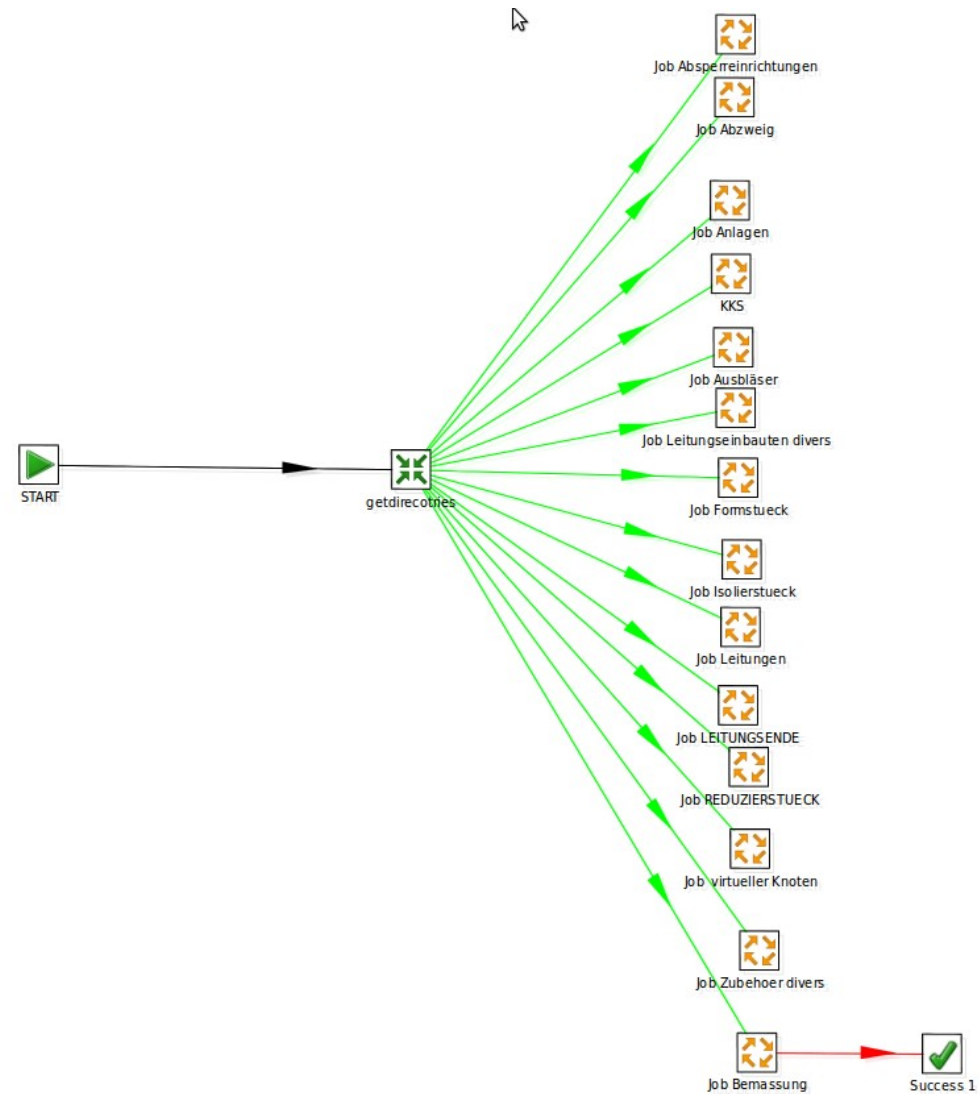 Job Absperreinrichtungen
Job Abzweig
Job Anlagen
KKS
Job Ausbläser
Job Leitungseinbauten divers
START
getdirecotries
Job Formstueck
Job Isolierstueck
Job Leitungen
Job LEITUNGSENDE
Job REDUZIERSTUECK
Job virtueller Knoten
Job Zubehoer divers
Job Bemassung
Success 1